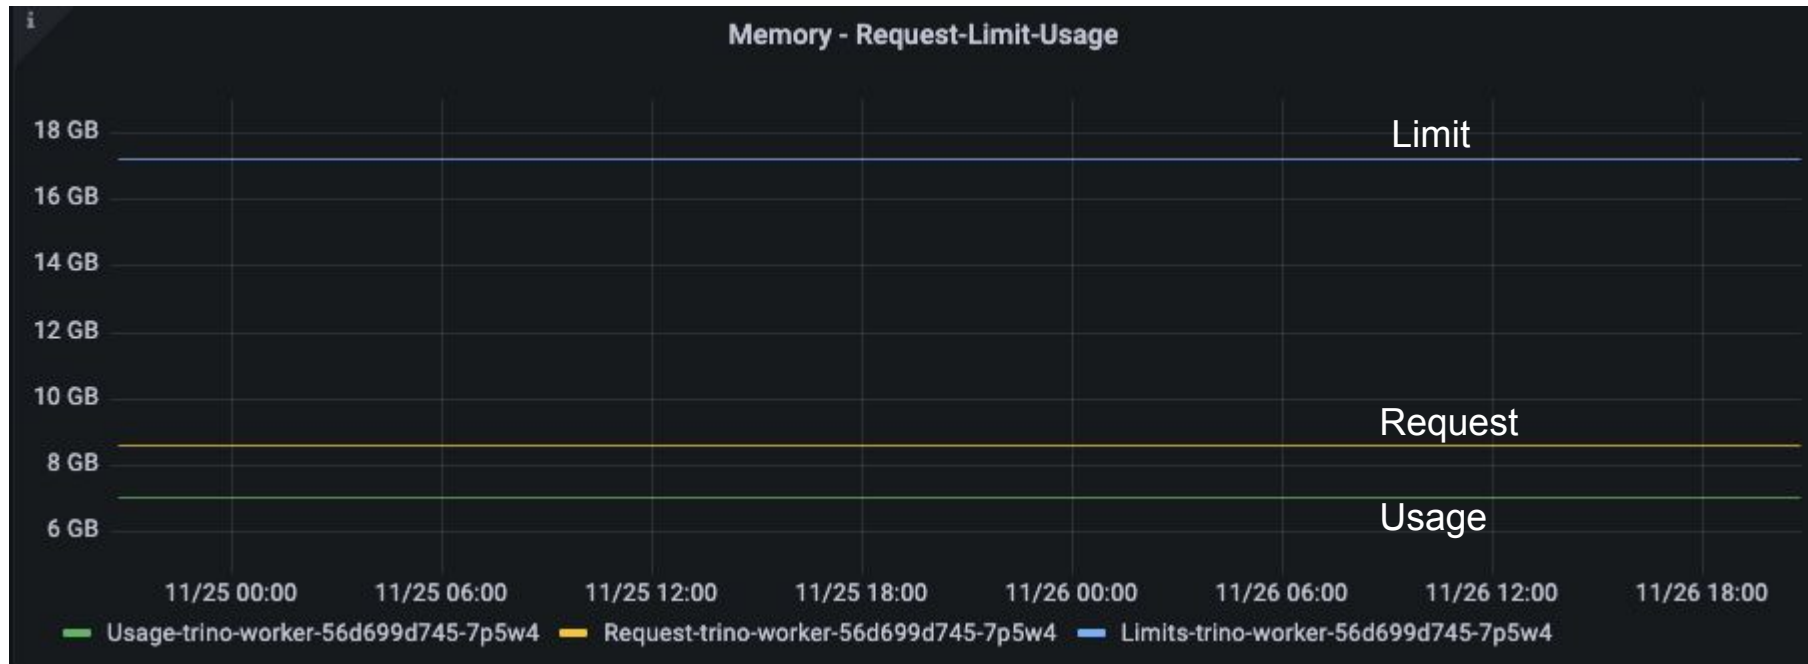 i
Memory - Request-Limit-Usage
18 GB
Limit
16 GB
14 GB
12 GB
10 GB
Request
8 GB
Usage
6 GB
11/25 00:00 11/25 06:00 11/25 12:00 11/25 18:00 11/26 00:00 11/26 06:00 11/26 12:00 11/26 18:00
Usage-trino-worker-56d699d745-7p5w4 Request-trino-worker-56d699d745-7p5w4 Limits-trino-worker-56d699d745-7p5w4